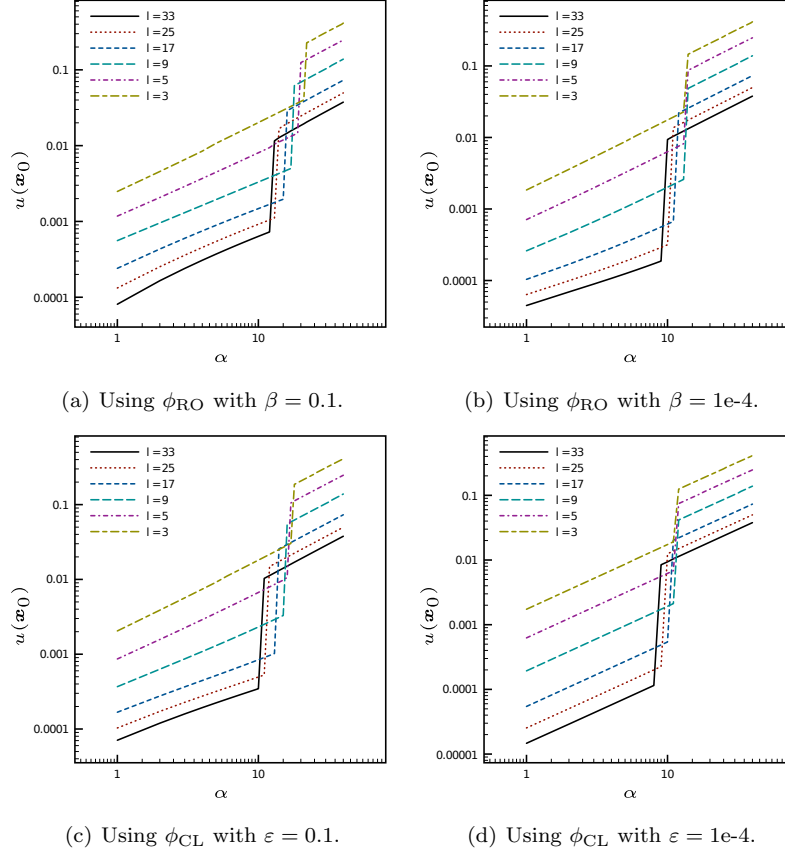 l=33
l=25
l=17
l=9
l=5
l=3
0.1
0.01
0.001
0.0001
u(𝒙0)
1
10
α
(a) Using ϕRO with β = 0.1.
l=33
l=25
l=17
l=9
l=5
l=3
0.1
0.01
0.001
0.0001
u(𝒙0)
1
10
α
(b) Using ϕRO with β = 1e-4.
l=33
l=25
l=17
l=9
l=5
l=3
0.1
0.01
0.001
0.0001
u(𝒙0)
1
10
α
(c) Using ϕCL with ε = 0.1.
l=33
l=25
l=17
l=9
l=5
l=3
0.1
0.01
0.001
0.0001
0.00001
u(𝒙0)
1
10
α
(d) Using ϕCL with ε = 1e-4.